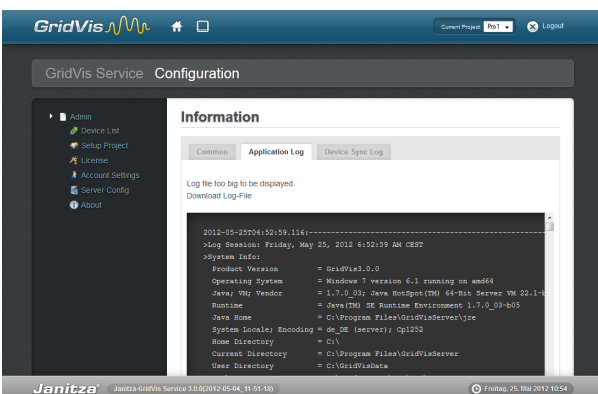 GridVis
Current Project: Pro1
Logout
GridVis Service Configuration
Admin
Device List
Setup Project
License
Account Settings
Server Config
About
Information
Common
Application Log
Device Sync Log
Log file too big to be displayed.
Download Log-File
2012-05-25T04:52:59.116:----------------------------------------------------
>Log Session: Friday, May 25, 2012 6:52:59 AM CEST
>System Info:
Product Version = GridVis3.0.0
Operating System = Windows 7 version 6.1 running on amd64
Java; VM; Vendor = 1.7.0_03; Java HotSpot(TM) 64-Bit Server VM 22.1-b
Runtime = Java(TM) SE Runtime Environment 1.7.0_03-b05
Java Home = C:\Program Files\GridVisServer\jre
System Locale; Encoding = de_DE (server); Cp1252
Home Directory = C:\
Current Directory = C:\Program Files\GridVisServer
User Directory = C:\GridVisData
Janitza®
Janitza-GridVis Service 3.0.0(2012-05-04_11-51-18)
Freitag, 25. Mai 2012 10:54